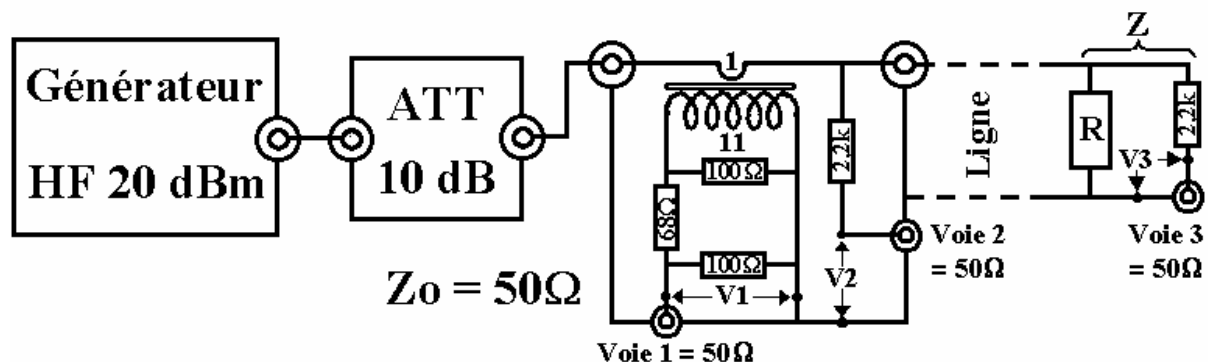 Générateur
HF 20 dBm
ATT
10 dB
Zo = 50Ω
1
11
100Ω
68Ω
100Ω
V1
Voie 1 = 50Ω
2,2k
V2
Voie 2
= 50Ω
Ligne
Z
R
2,2k
V3
Voie 3
= 50Ω